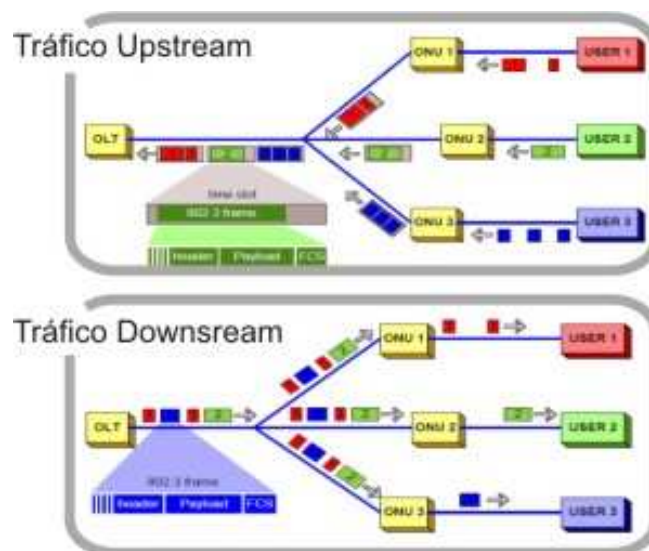 Tráfico Upstream
ONU 1
USER 1
OLT
ONU 2
USER 2
time slot
802.3 frame
ONU 3
USER 3
Header Payload FCS
Tráfico Downsream
ONU 1
USER 1
OLT
ONU 2
USER 2
802.3 frame
Header Payload FCS
ONU 3
USER 3